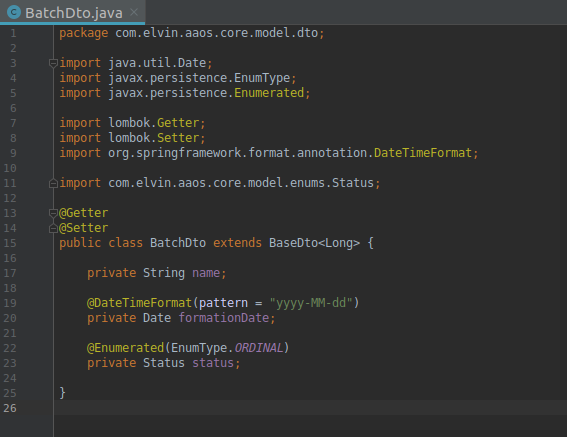 BatchDto.java
1 package com.elvin.aaos.core.model.dto;
2
3 import java.util.Date;
4 import javax.persistence.EnumType;
5 import javax.persistence.Enumerated;
6
7 import lombok.Getter;
8 import lombok.Setter;
9 import org.springframework.format.annotation.DateTimeFormat;
10
11 import com.elvin.aaos.core.model.enums.Status;
12
13 @Getter
14 @Setter
15 public class BatchDto extends BaseDto<Long> {
16
17 private String name;
18
19 @DateTimeFormat(pattern = "yyyy-MM-dd")
20 private Date formationDate;
21
22 @Enumerated(EnumType.ORDINAL)
23 private Status status;
24
25 }
26